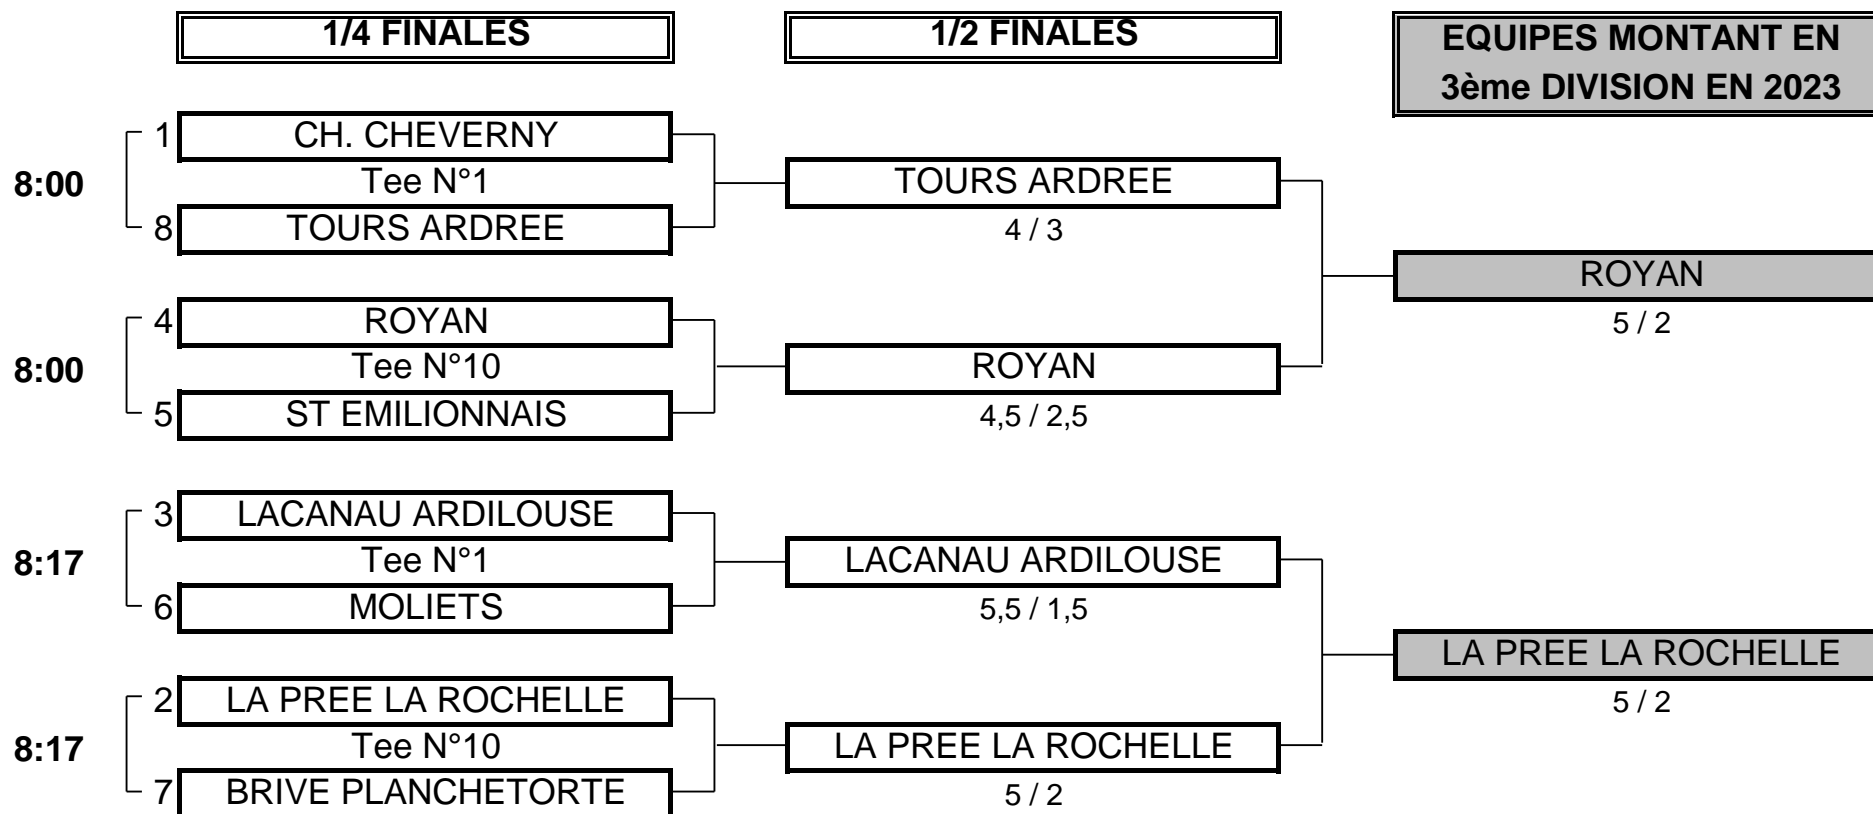 1/4 FINALES
1/2 FINALES
EQUIPES MONTANT EN
3ème DIVISION EN 2023
8:00
1 CH. CHEVERNY
Tee N°1
8 TOURS ARDREE
TOURS ARDREE
4 / 3
8:00
4 ROYAN
Tee N°10
5 ST EMILIONNAIS
ROYAN
4,5 / 2,5
ROYAN
5 / 2
8:17
3 LACANAU ARDILOUSE
Tee N°1
6 MOLIETS
LACANAU ARDILOUSE
5,5 / 1,5
8:17
2 LA PREE LA ROCHELLE
Tee N°10
7 BRIVE PLANCHETORTE
LA PREE LA ROCHELLE
5 / 2
LA PREE LA ROCHELLE
5 / 2